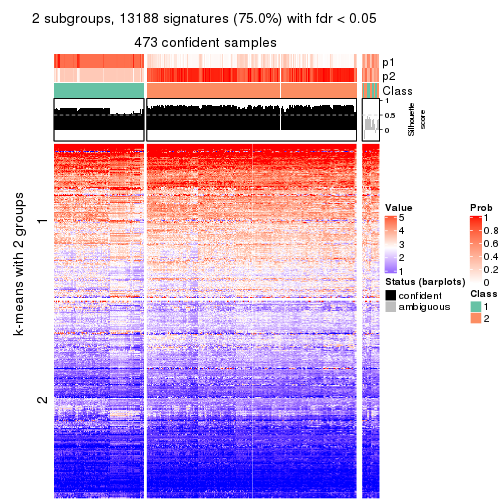 2 subgroups, 13188 signatures (75.0%) with fdr < 0.05
473 confident samples
p1
p2
Class
1
0.5
0
Silhouette
score
k-means with 2 groups
1
2
Value
5
4
3
2
1
Status (barplots)
confident
ambiguous
Prob
1
0.8
0.6
0.4
0.2
0
Class
1
2